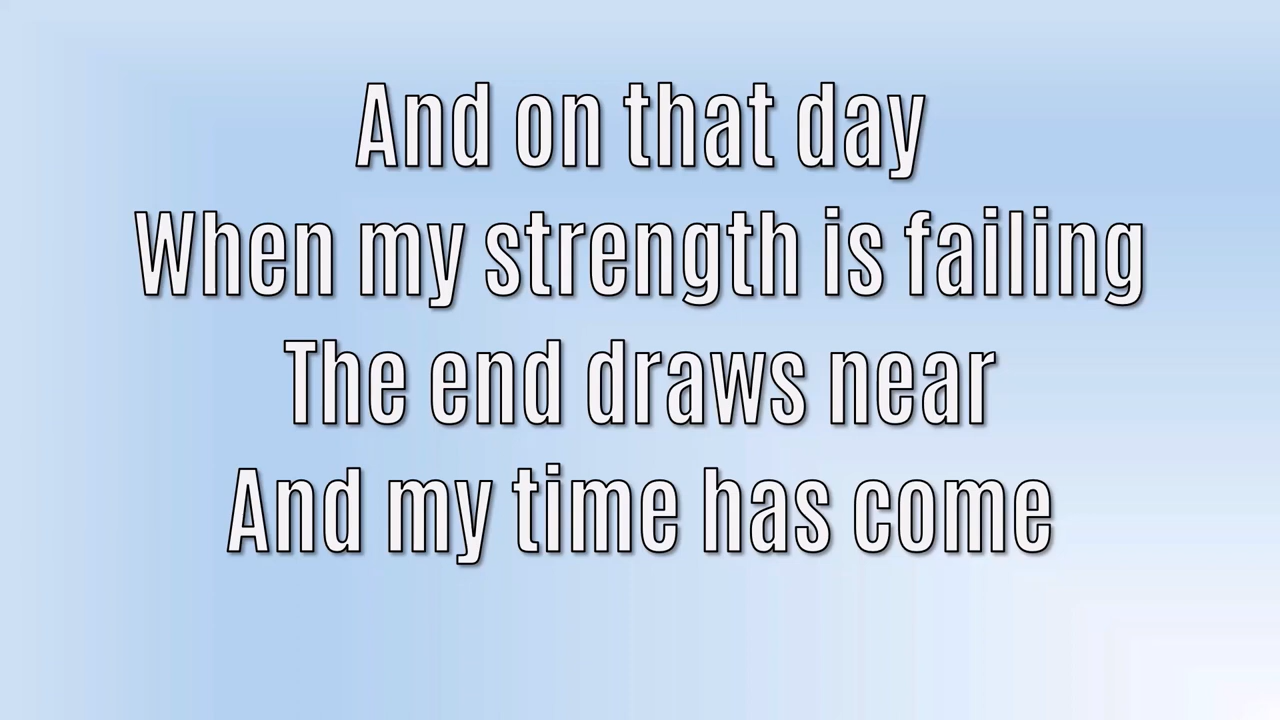 And on that day
When my strength is failing
The end draws near
And my time has come